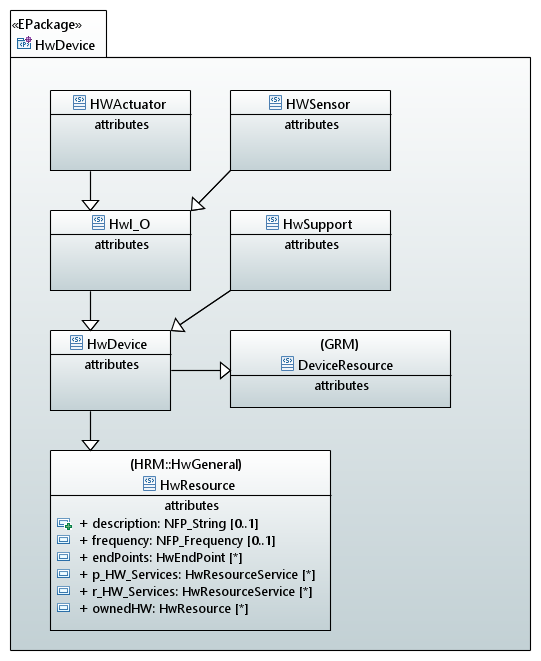 «EPackage»
HwDevice
HWActuator
attributes
HWSensor
attributes
HwI_O
attributes
HwSupport
attributes
HwDevice
attributes
(GRM)
DeviceResource
attributes
(HRM::HwGeneral)
HwResource
attributes
+ description: NFP_String [0..1]
+ frequency: NFP_Frequency [0..1]
+ endPoints: HwEndPoint [*]
+ p_HW_Services: HwResourceService [*]
+ r_HW_Services: HwResourceService [*]
+ ownedHW: HwResource [*]